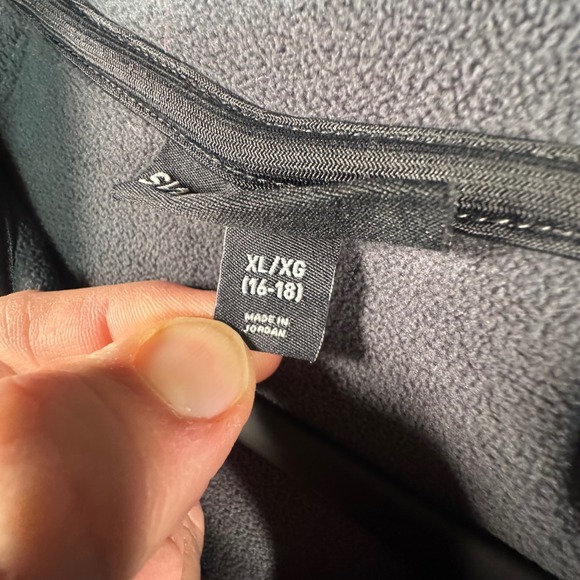 XL/XG
(16-18)
MADE IN
JORDAN